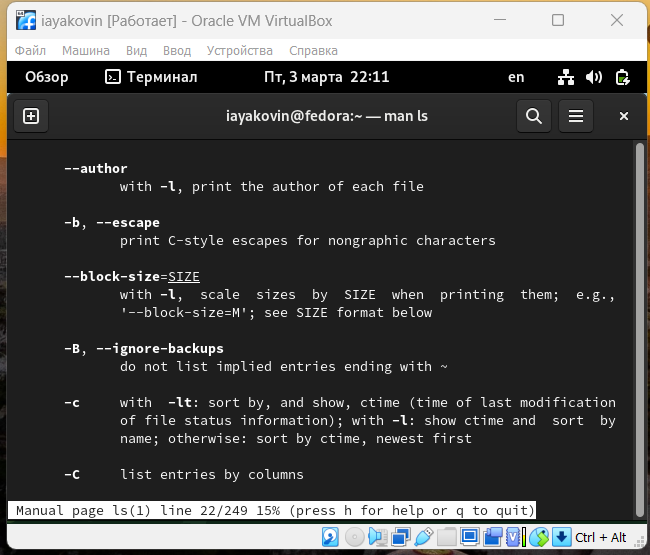 iayakovin [Работает] - Oracle VM VirtualBox
Файл Машина Вид Ввод Устройства Справка
Обзор Терминал Пт, 3 марта 22:11 en
iayakovin@fedora:~ — man ls
--author
with -l, print the author of each file
-b, --escape
print C-style escapes for nongraphic characters
--block-size=SIZE
with -l, scale sizes by SIZE when printing them; e.g.,
'--block-size=M'; see SIZE format below
-B, --ignore-backups
do not list implied entries ending with ~
-c with -lt: sort by, and show, ctime (time of last modification
of file status information); with -l: show ctime and sort by
name; otherwise: sort by ctime, newest first
-C list entries by columns
Manual page ls(1) line 22/249 15% (press h for help or q to quit)
Ctrl + Alt